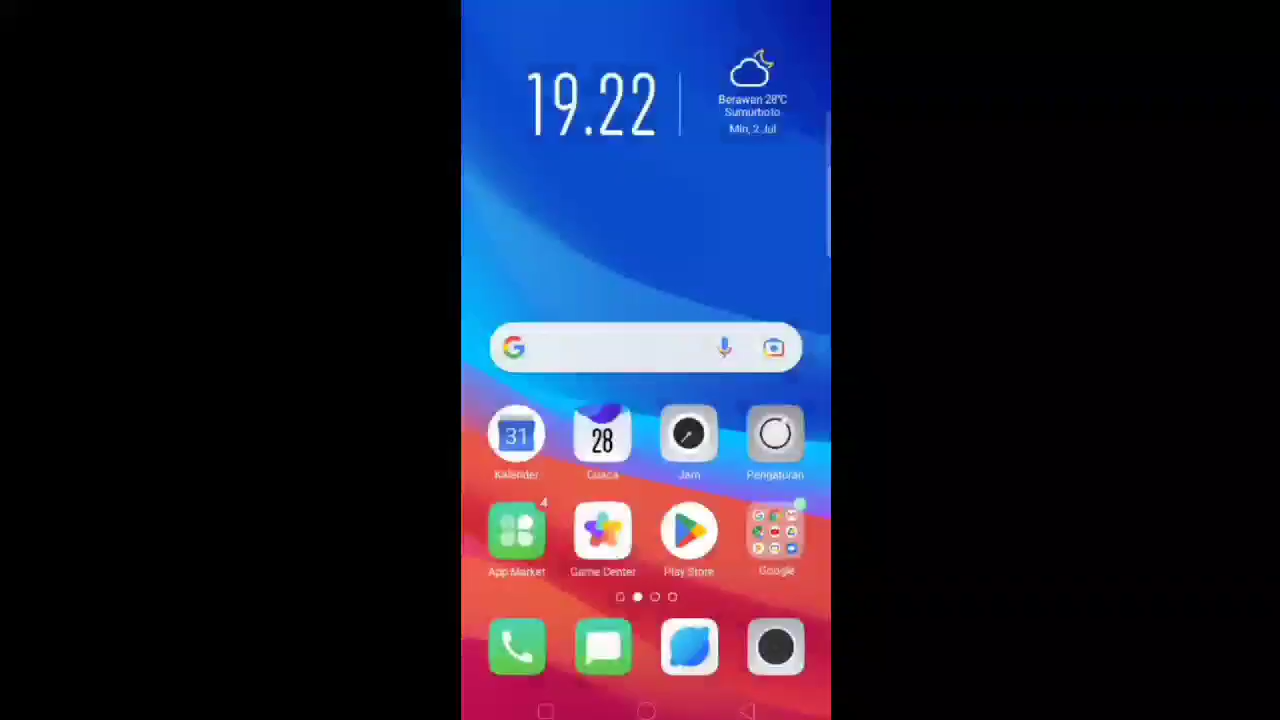 19.22
Berawan 28°C
Sumurboto
Min, 2 Jul
31
28
Kalender
Cuaca
Jam
Pengaturan
4
App Market
Game Center
Play Store
Google